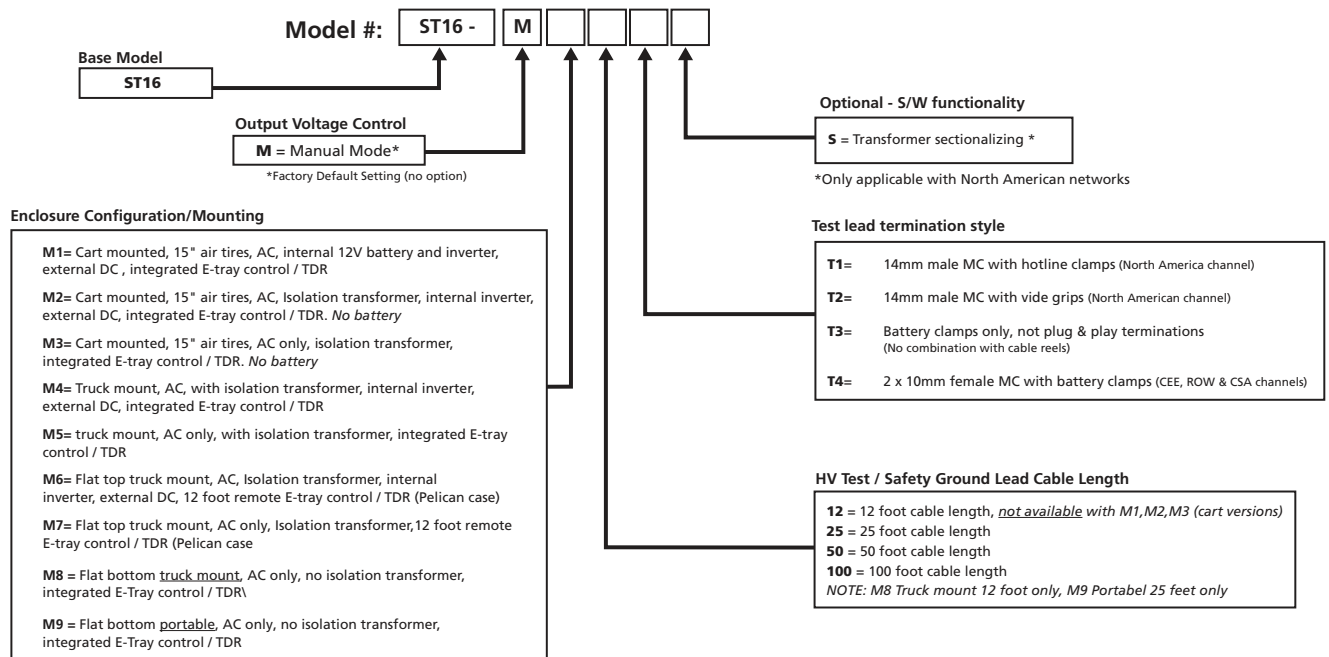 Model #:
ST16 -
M
Base Model
ST16
Output Voltage Control
M = Manual Mode*
*Factory Default Setting (no option)
Enclosure Configuration/Mounting
M1= Cart mounted, 15" air tires, AC, internal 12V battery and inverter,
external DC , integrated E-tray control / TDR
M2= Cart mounted, 15" air tires, AC, Isolation transformer, internal inverter,
external DC, integrated E-tray control / TDR. No battery
M3= Cart mounted, 15" air tires, AC only, isolation transformer,
integrated E-tray control / TDR. No battery
M4= Truck mount, AC, with isolation transformer, internal inverter,
external DC, integrated E-tray control / TDR
M5= truck mount, AC only, with isolation transformer, integrated E-tray
control / TDR
M6= Flat top truck mount, AC, Isolation transformer, internal
inverter, external DC, 12 foot remote E-tray control / TDR (Pelican case)
M7= Flat top truck mount, AC only, Isolation transformer,12 foot remote
E-tray control / TDR (Pelican case
M8 = Flat bottom truck mount, AC only, no isolation transformer,
integrated E-Tray control / TDR\
M9 = Flat bottom portable, AC only, no isolation transformer,
integrated E-Tray control / TDR
Optional - S/W functionality
S = Transformer sectionalizing *
*Only applicable with North American networks
Test lead termination style
T1= 14mm male MC with hotline clamps (North America channel)
T2= 14mm male MC with vide grips (North American channel)
T3= Battery clamps only, not plug & play terminations
(No combination with cable reels)
T4= 2 x 10mm female MC with battery clamps (CEE, ROW & CSA channels)
HV Test / Safety Ground Lead Cable Length
12 = 12 foot cable length, not available with M1,M2,M3 (cart versions)
25 = 25 foot cable length
50 = 50 foot cable length
100 = 100 foot cable length
NOTE: M8 Truck mount 12 foot only, M9 Portabel 25 feet only